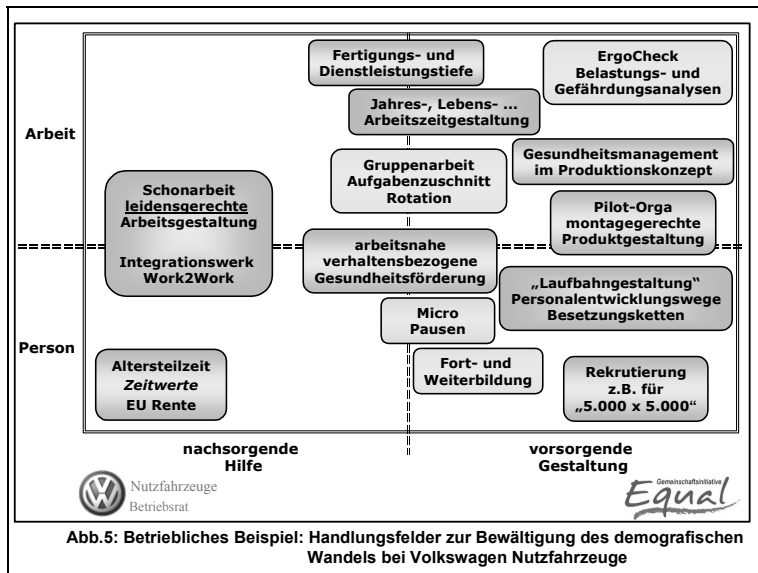 Fertigungs- und
Dienstleistungstiefe
ErgoCheck
Belastungs- und
Gefährdungsanalysen
Jahres-, Lebens- ...
Arbeitszeitgestaltung
Arbeit
Gruppenarbeit
Aufgabenzuschnitt
Rotation
Gesundheitsmanagement
im Produktionskonzept
Schonarbeit
leidensgerechte
Arbeitsgestaltung
Integrationswerk
Work2Work
Pilot-Orga
montagegerechte
Produktgestaltung
arbeitsnahe
verhaltensbezogene
Gesundheitsförderung
„Laufbahngestaltung“
Personalentwicklungswege
Besetzungsketten
Micro
Pausen
Person
Altersteilzeit
Zeitwerte
EU Rente
Fort- und
Weiterbildung
Rekrutierung
z.B. für
„5.000 x 5.000“
nachsorgende
Hilfe
vorsorgende
Gestaltung
Nutzfahrzeuge
Betriebsrat
Gemeinschaftsinitiative
Equal
Abb.5: Betriebliches Beispiel: Handlungsfelder zur Bewältigung des demografischen
Wandels bei Volkswagen Nutzfahrzeuge